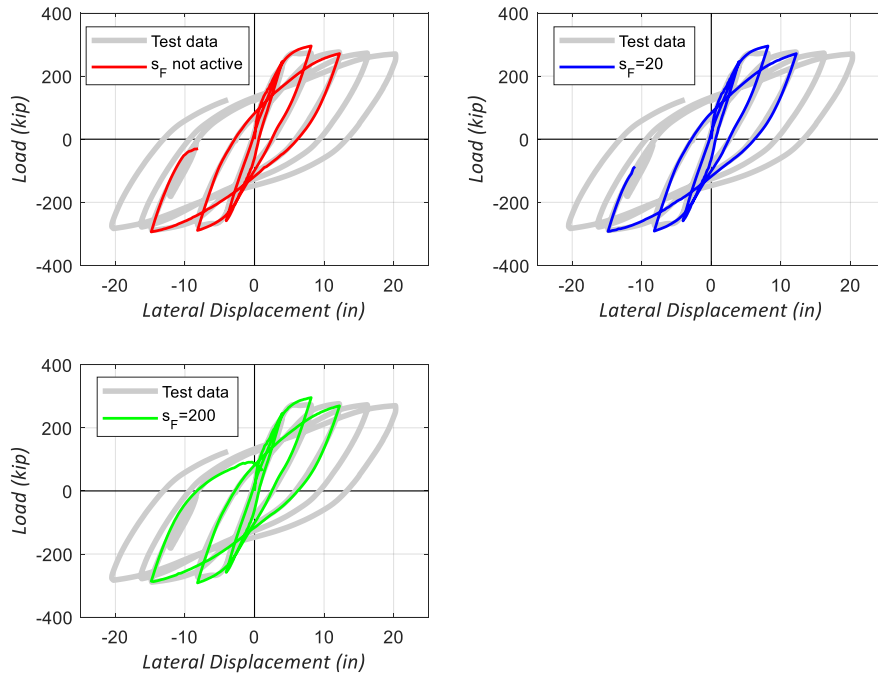 400
200
0
-200
-400
Load (kip)
Test data
s_F not active
-20
-10
0
10
20
Lateral Displacement (in)
400
200
0
-200
-400
Load (kip)
Test data
s_F=20
-20
-10
0
10
20
Lateral Displacement (in)
400
200
0
-200
-400
Load (kip)
Test data
s_F=200
-20
-10
0
10
20
Lateral Displacement (in)